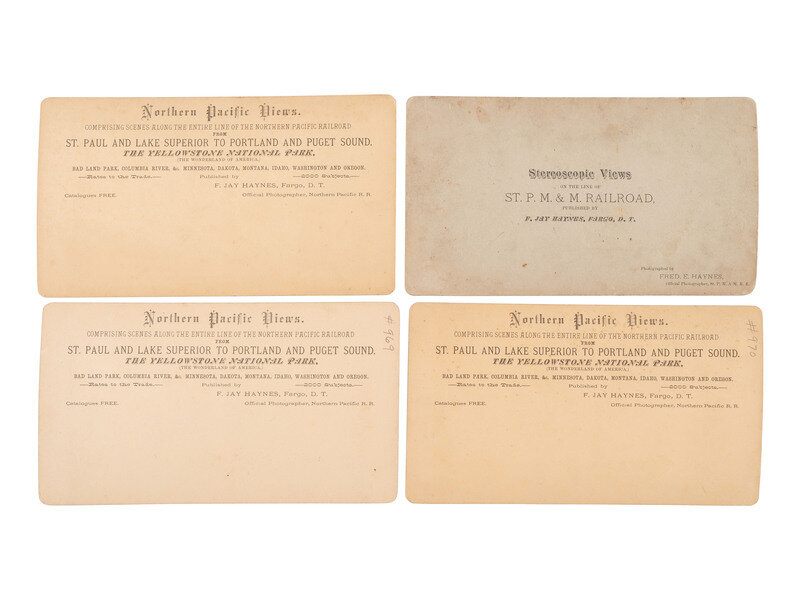 Northern Pacific Views.
COMPRISING SCENES ALONG THE ENTIRE LINE OF THE NORTHERN PACIFIC RAILROAD
FROM
ST. PAUL AND LAKE SUPERIOR TO PORTLAND AND PUGET SOUND.
THE YELLOWSTONE NATIONAL PARK,
(THE WONDERLAND OF AMERICA,)
BAD LAND PARK, COLUMBIA RIVER, &c. MINNESOTA, DAKOTA, MONTANA, IDAHO, WASHINGTON AND OREGON.
—Rates to the Trade.— Published by —2000 Subjects.—
F. JAY HAYNES, Fargo, D. T.
Catalogues FREE. Official Photographer, Northern Pacific R. R.
Stereoscopic Views
ON THE LINE OF
ST. P. M. & M. RAILROAD,
PUBLISHED BY
F. JAY HAYNES, FARGO, D. T.
Photographed by
FRED. E. HAYNES,
Official Photographer, St. P., M. & M. R. R.
Northern Pacific Views.
COMPRISING SCENES ALONG THE ENTIRE LINE OF THE NORTHERN PACIFIC RAILROAD
FROM
ST. PAUL AND LAKE SUPERIOR TO PORTLAND AND PUGET SOUND.
THE YELLOWSTONE NATIONAL PARK,
(THE WONDERLAND OF AMERICA,)
BAD LAND PARK, COLUMBIA RIVER, &c. MINNESOTA, DAKOTA, MONTANA, IDAHO, WASHINGTON AND OREGON.
—Rates to the Trade.— Published by —2000 Subjects.—
F. JAY HAYNES, Fargo, D. T.
Catalogues FREE. Official Photographer, Northern Pacific R. R.
#969
Northern Pacific Views.
COMPRISING SCENES ALONG THE ENTIRE LINE OF THE NORTHERN PACIFIC RAILROAD
FROM
ST. PAUL AND LAKE SUPERIOR TO PORTLAND AND PUGET SOUND.
THE YELLOWSTONE NATIONAL PARK,
(THE WONDERLAND OF AMERICA,)
BAD LAND PARK, COLUMBIA RIVER, &c. MINNESOTA, DAKOTA, MONTANA, IDAHO, WASHINGTON AND OREGON.
—Rates to the Trade.— Published by —2000 Subjects.—
F. JAY HAYNES, Fargo, D. T.
Catalogues FREE. Official Photographer, Northern Pacific R. R.
#970